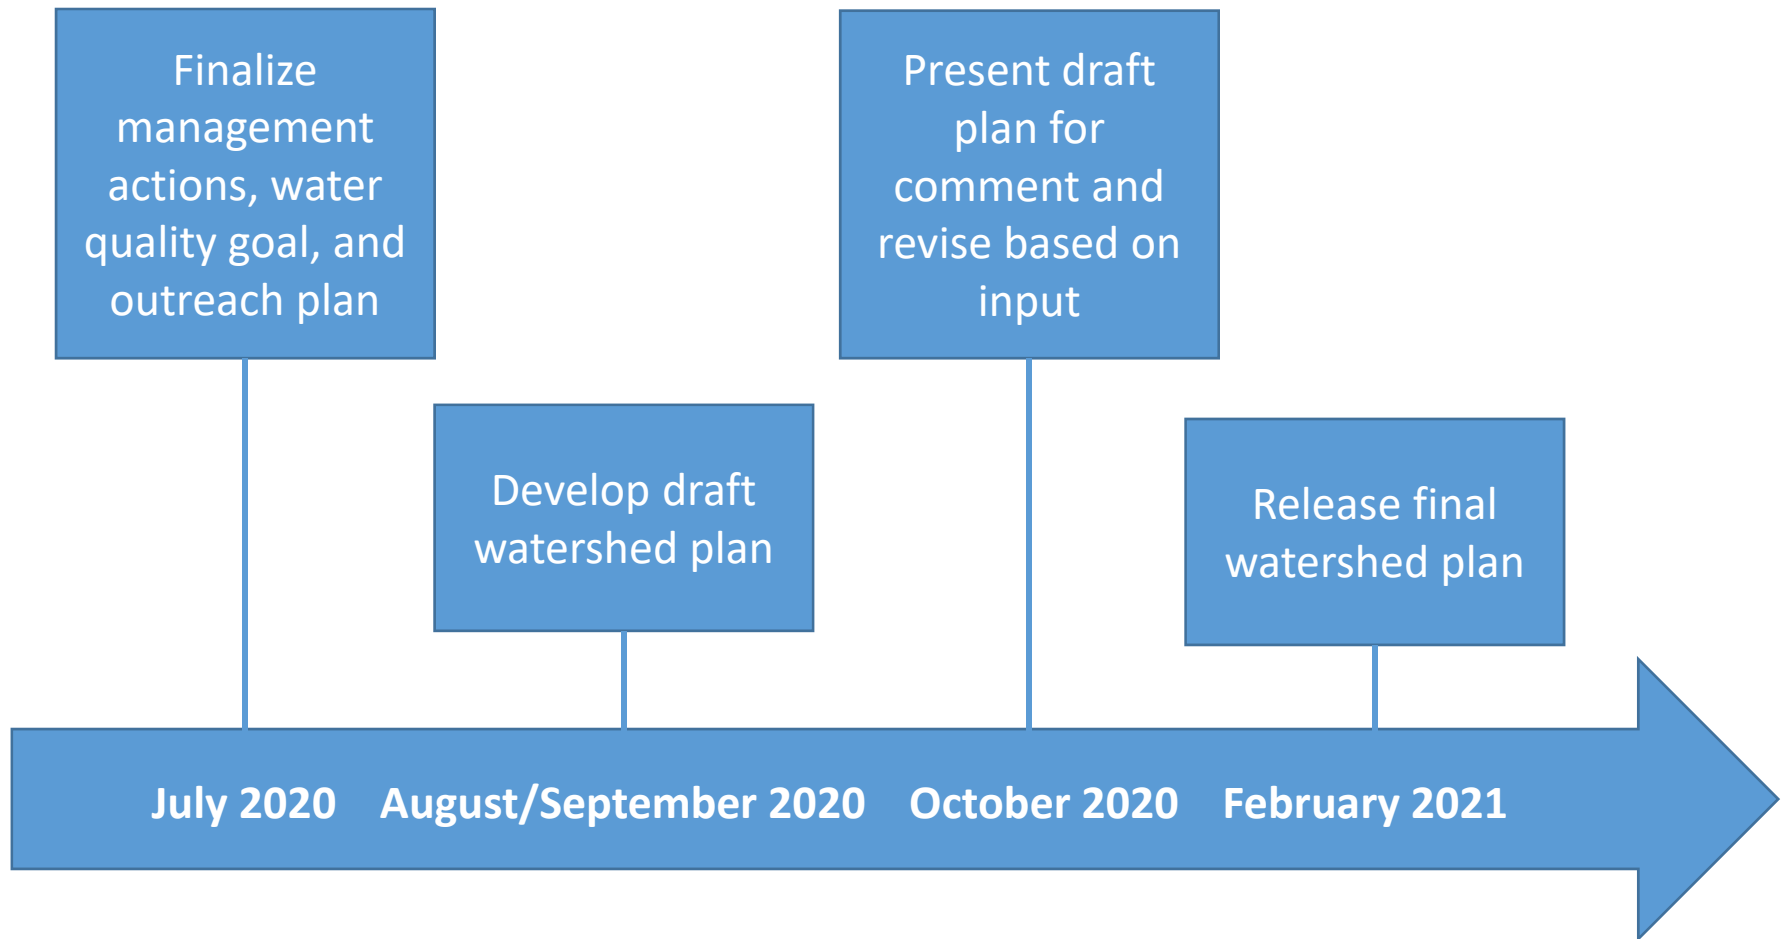 Finalize
management
actions, water
quality goal, and
outreach plan
Develop draft
watershed plan
Present draft
plan for
comment and
revise based on
input
Release final
watershed plan
July 2020 August/September 2020 October 2020 February 2021